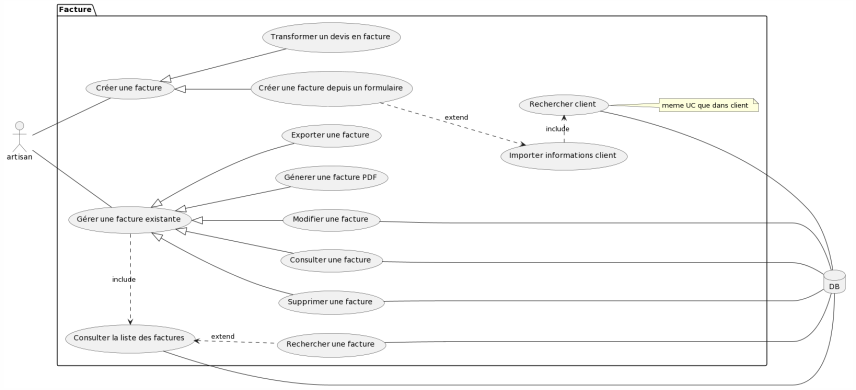 Facture
Transformer un devis en facture
Créer une facture
Créer une facture depuis un formulaire
Rechercher client
meme UC que dans client
extend
include
artisan
Exporter une facture
Importer informations client
Génerer une facture PDF
Gérer une facture existante
Modifier une facture
Consulter une facture
include
DB
Supprimer une facture
Consulter la liste des factures
extend
Rechercher une facture